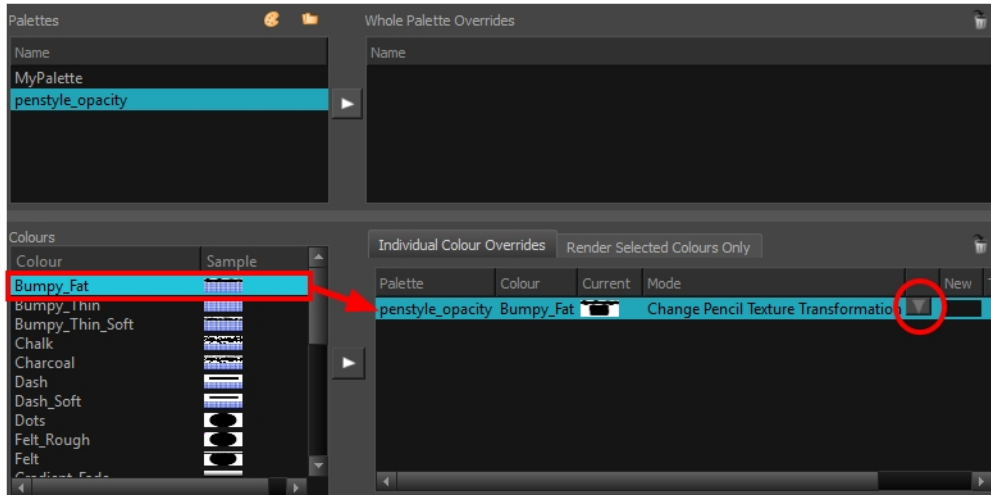 Palettes
Whole Palette Overrides
Name
Name
MyPalette
penstyle_opacity
Colours
Individual Colour Overrides
Render Selected Colours Only
Colour Sample
Palette Colour Current Mode New
Bumpy_Fat
penstyle_opacity Bumpy_Fat Change Pencil Texture Transformation
Bumpy_Thin
Bumpy_Thin_Soft
Chalk
Charcoal
Dash
Dash_Soft
Dots
Felt_Rough
Felt